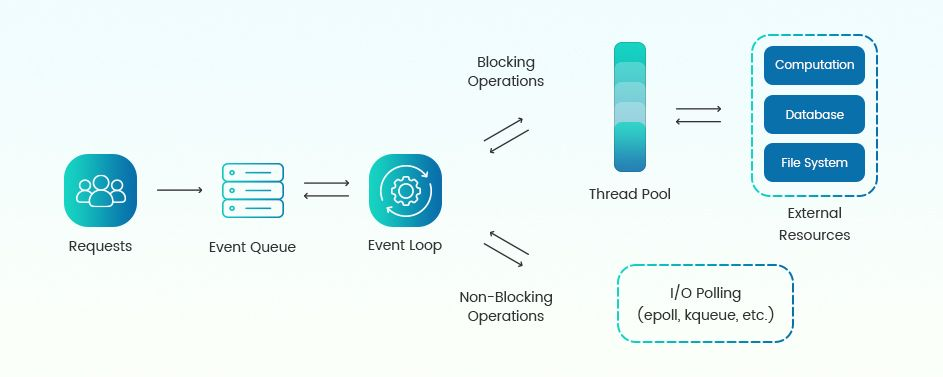 Requests
Event Queue
Event Loop
Blocking
Operations
Non-Blocking
Operations
Thread Pool
Computation
Database
File System
External
Resources
I/O Polling
(epoll, kqueue, etc.)